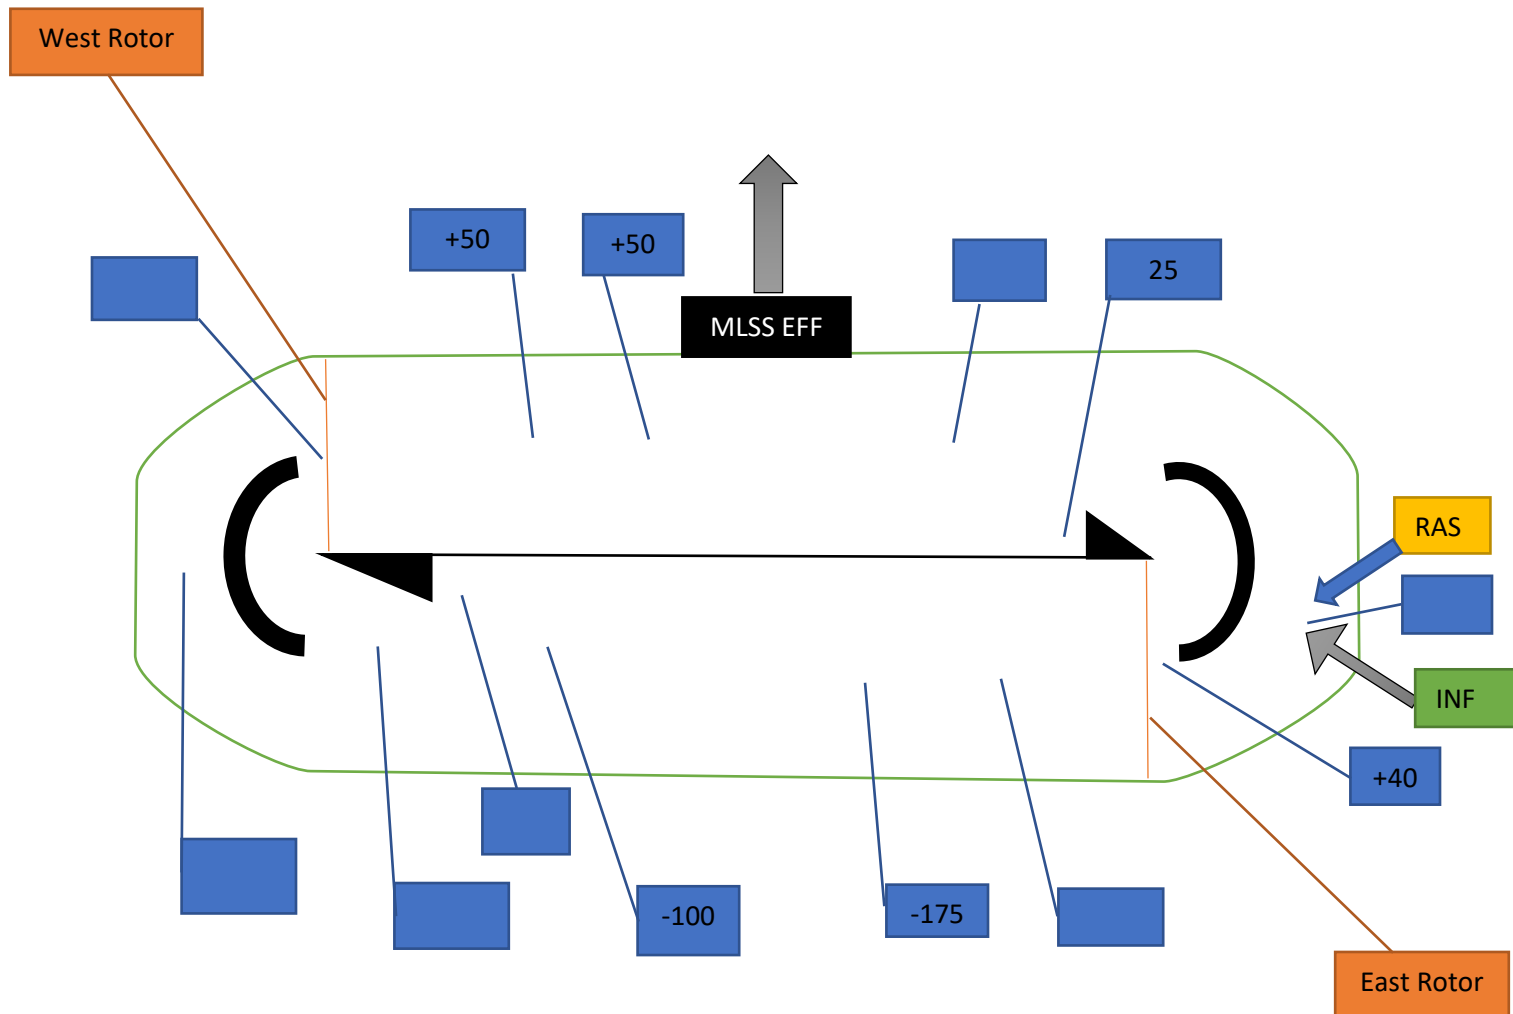 West Rotor
+50
+50
25
MLSS EFF
RAS
INF
+40
-100
-175
East Rotor